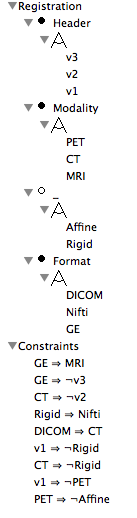 Registration
Header
v3
v2
v1
Modality
PET
CT
MRI
_
Affine
Rigid
Format
DICOM
Nifti
GE
Constraints
GE ⇒ MRI
GE ⇒ ¬v3
CT ⇒ ¬v2
Rigid ⇒ Nifti
DICOM ⇒ CT
v1 ⇒ ¬Rigid
CT ⇒ ¬Rigid
v1 ⇒ ¬PET
PET ⇒ ¬Affine